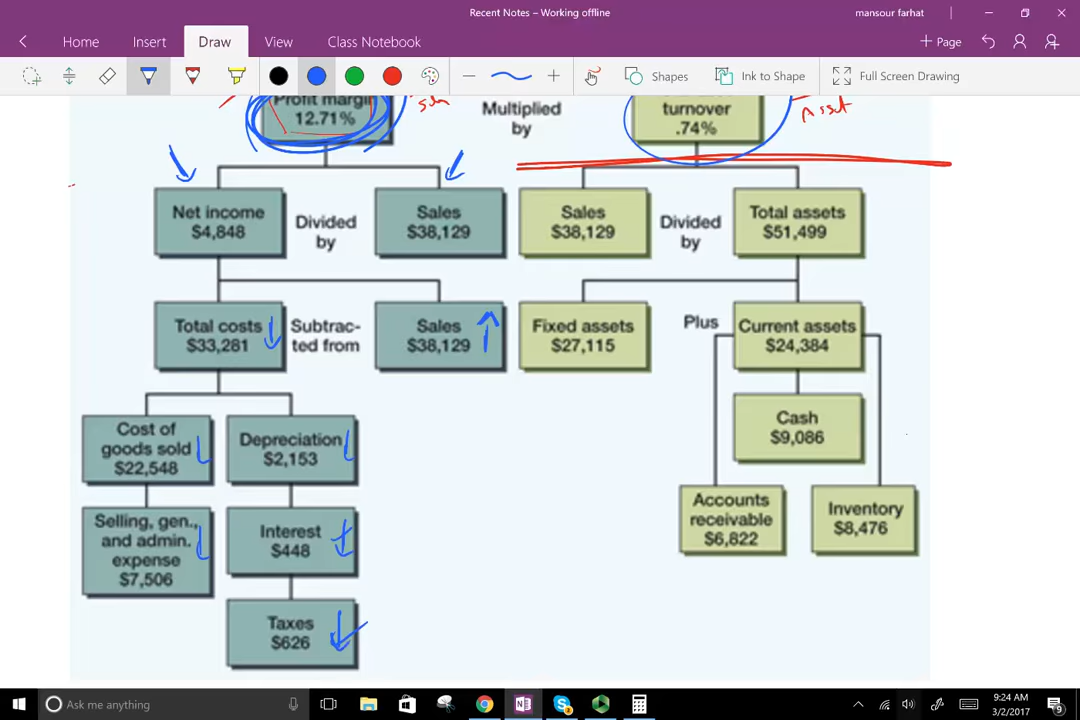 Recent Notes – Working offline
mansour farhat
Home
Insert
Draw
View
Class Notebook
Page
Shapes
Ink to Shape
Full Screen Drawing
Profit margin
12.71%
Multiplied
by
turnover
.74%
Asset
Net income
$4,848
Divided
by
Sales
$38,129
Sales
$38,129
Divided
by
Total assets
$51,499
Total costs
$33,281
Subtrac-
ted from
Sales
$38,129
Fixed assets
$27,115
Plus
Current assets
$24,384
Cost of
goods sold
$22,548
Depreciation
$2,153
Cash
$9,086
Selling, gen.,
and admin.
expense
$7,506
Interest
$448
Accounts
receivable
$6,822
Inventory
$8,476
Taxes
$626
Ask me anything
9:24 AM
3/2/2017